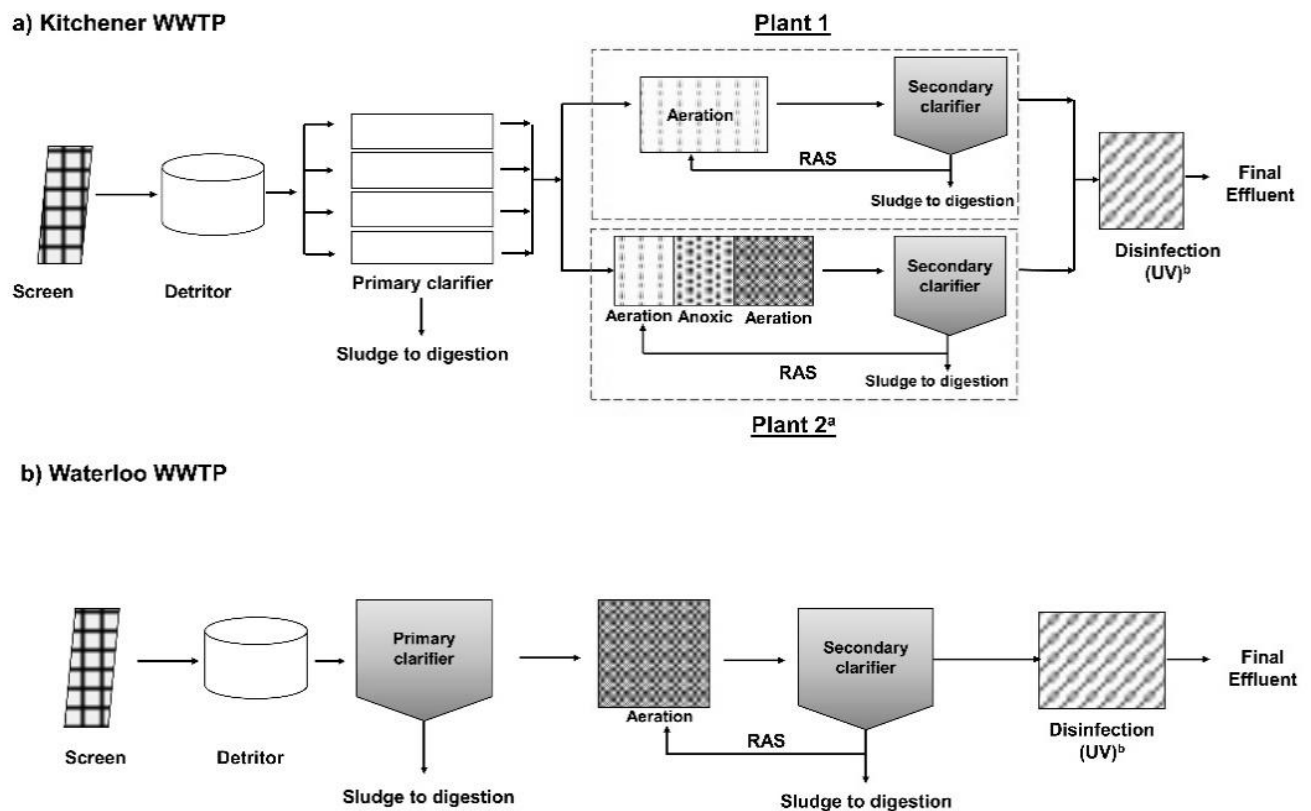 a) Kitchener WWTP
Plant 1
Aeration
Secondary
clarifier
RAS
Sludge to digestion
Screen
Detritor
Primary clarifier
Sludge to digestion
Aeration Anoxic Aeration
Secondary
clarifier
RAS
Sludge to digestion
Plant 2ᵃ
Disinfection
(UV)ᵇ
Final
Effluent
b) Waterloo WWTP
Screen
Detritor
Primary
clarifier
Sludge to digestion
Aeration
RAS
Secondary
clarifier
Sludge to digestion
Disinfection
(UV)ᵇ
Final
Effluent